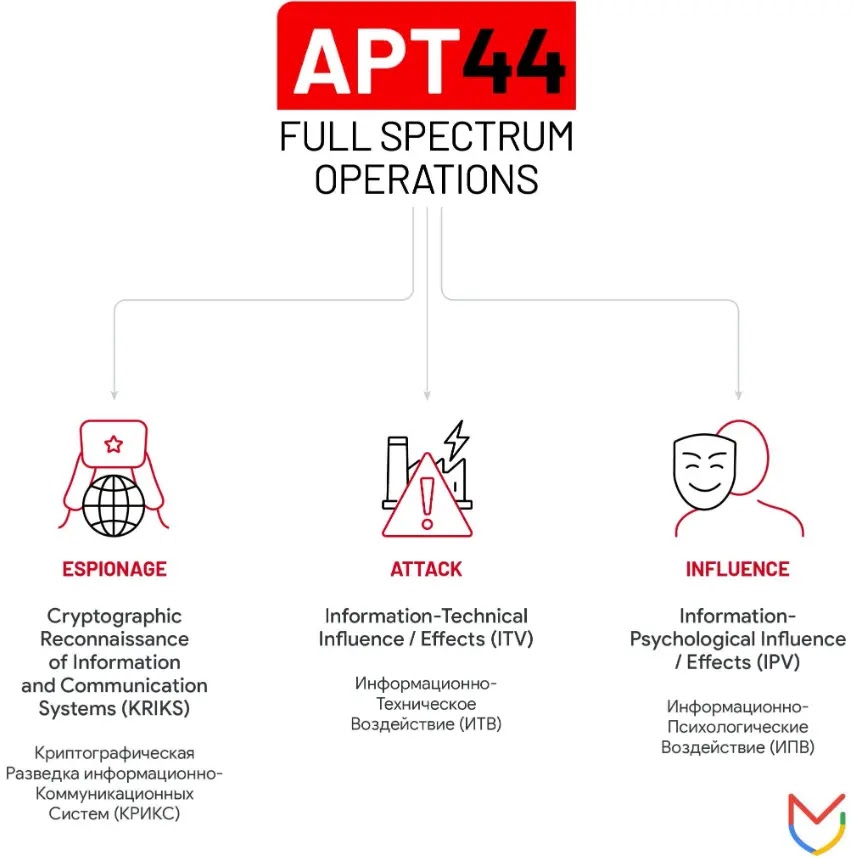 APT44
FULL SPECTRUM
OPERATIONS
ESPIONAGE
Cryptographic
Reconnaissance
of Information
and Communication
Systems (KRIKS)
Криптографическая
Разведка информационно-
Коммуникационных
Систем (КРИКС)
ATTACK
Information-Technical
Influence / Effects (ITV)
Информационно-
Техническое
Воздействие (ИТВ)
INFLUENCE
Information-
Psychological Influence
/ Effects (IPV)
Информационно-
Психологические
Воздействие (ИПВ)